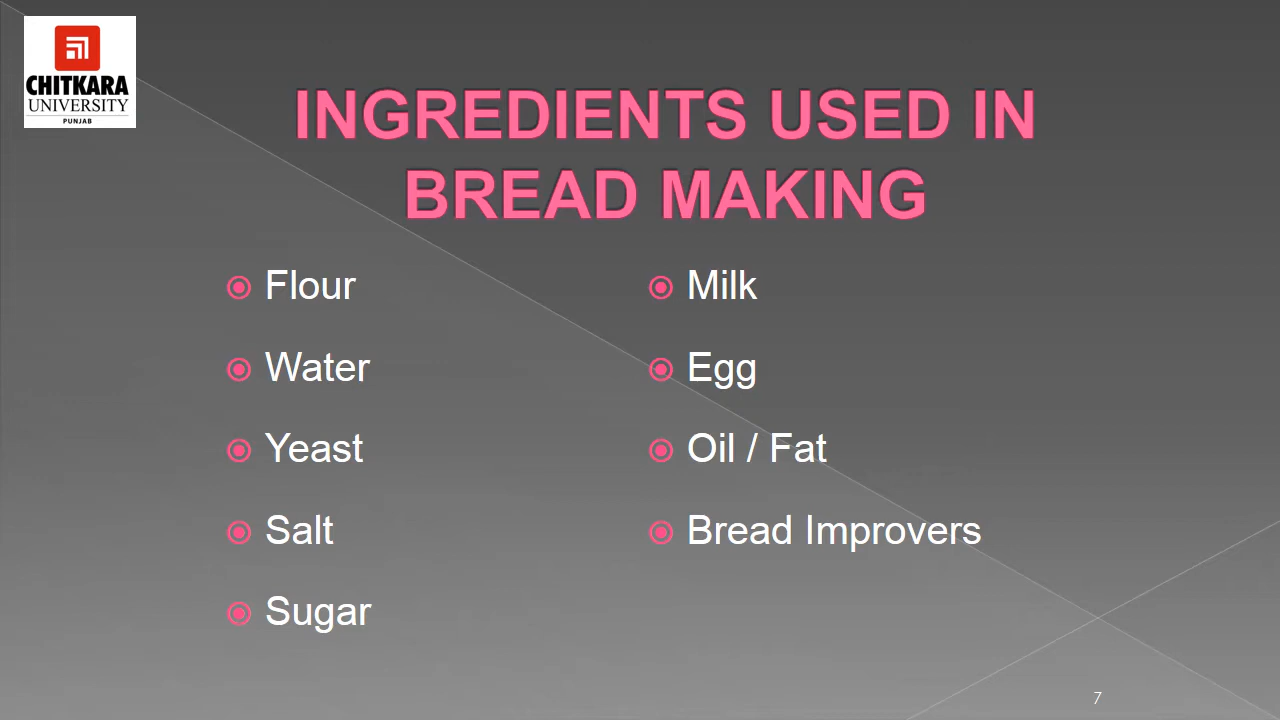 CHITKARA
UNIVERSITY
PUNJAB
INGREDIENTS USED IN
BREAD MAKING
Flour
Water
Yeast
Salt
Sugar
Milk
Egg
Oil / Fat
Bread Improvers
7